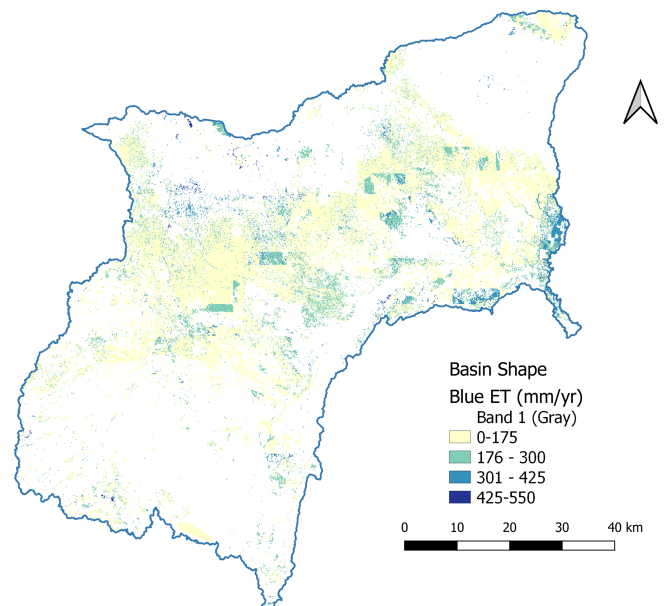 Basin Shape
Blue ET (mm/yr)
Band 1 (Gray)
0-175
176 - 300
301 - 425
425-550
0 10 20 30 40 km